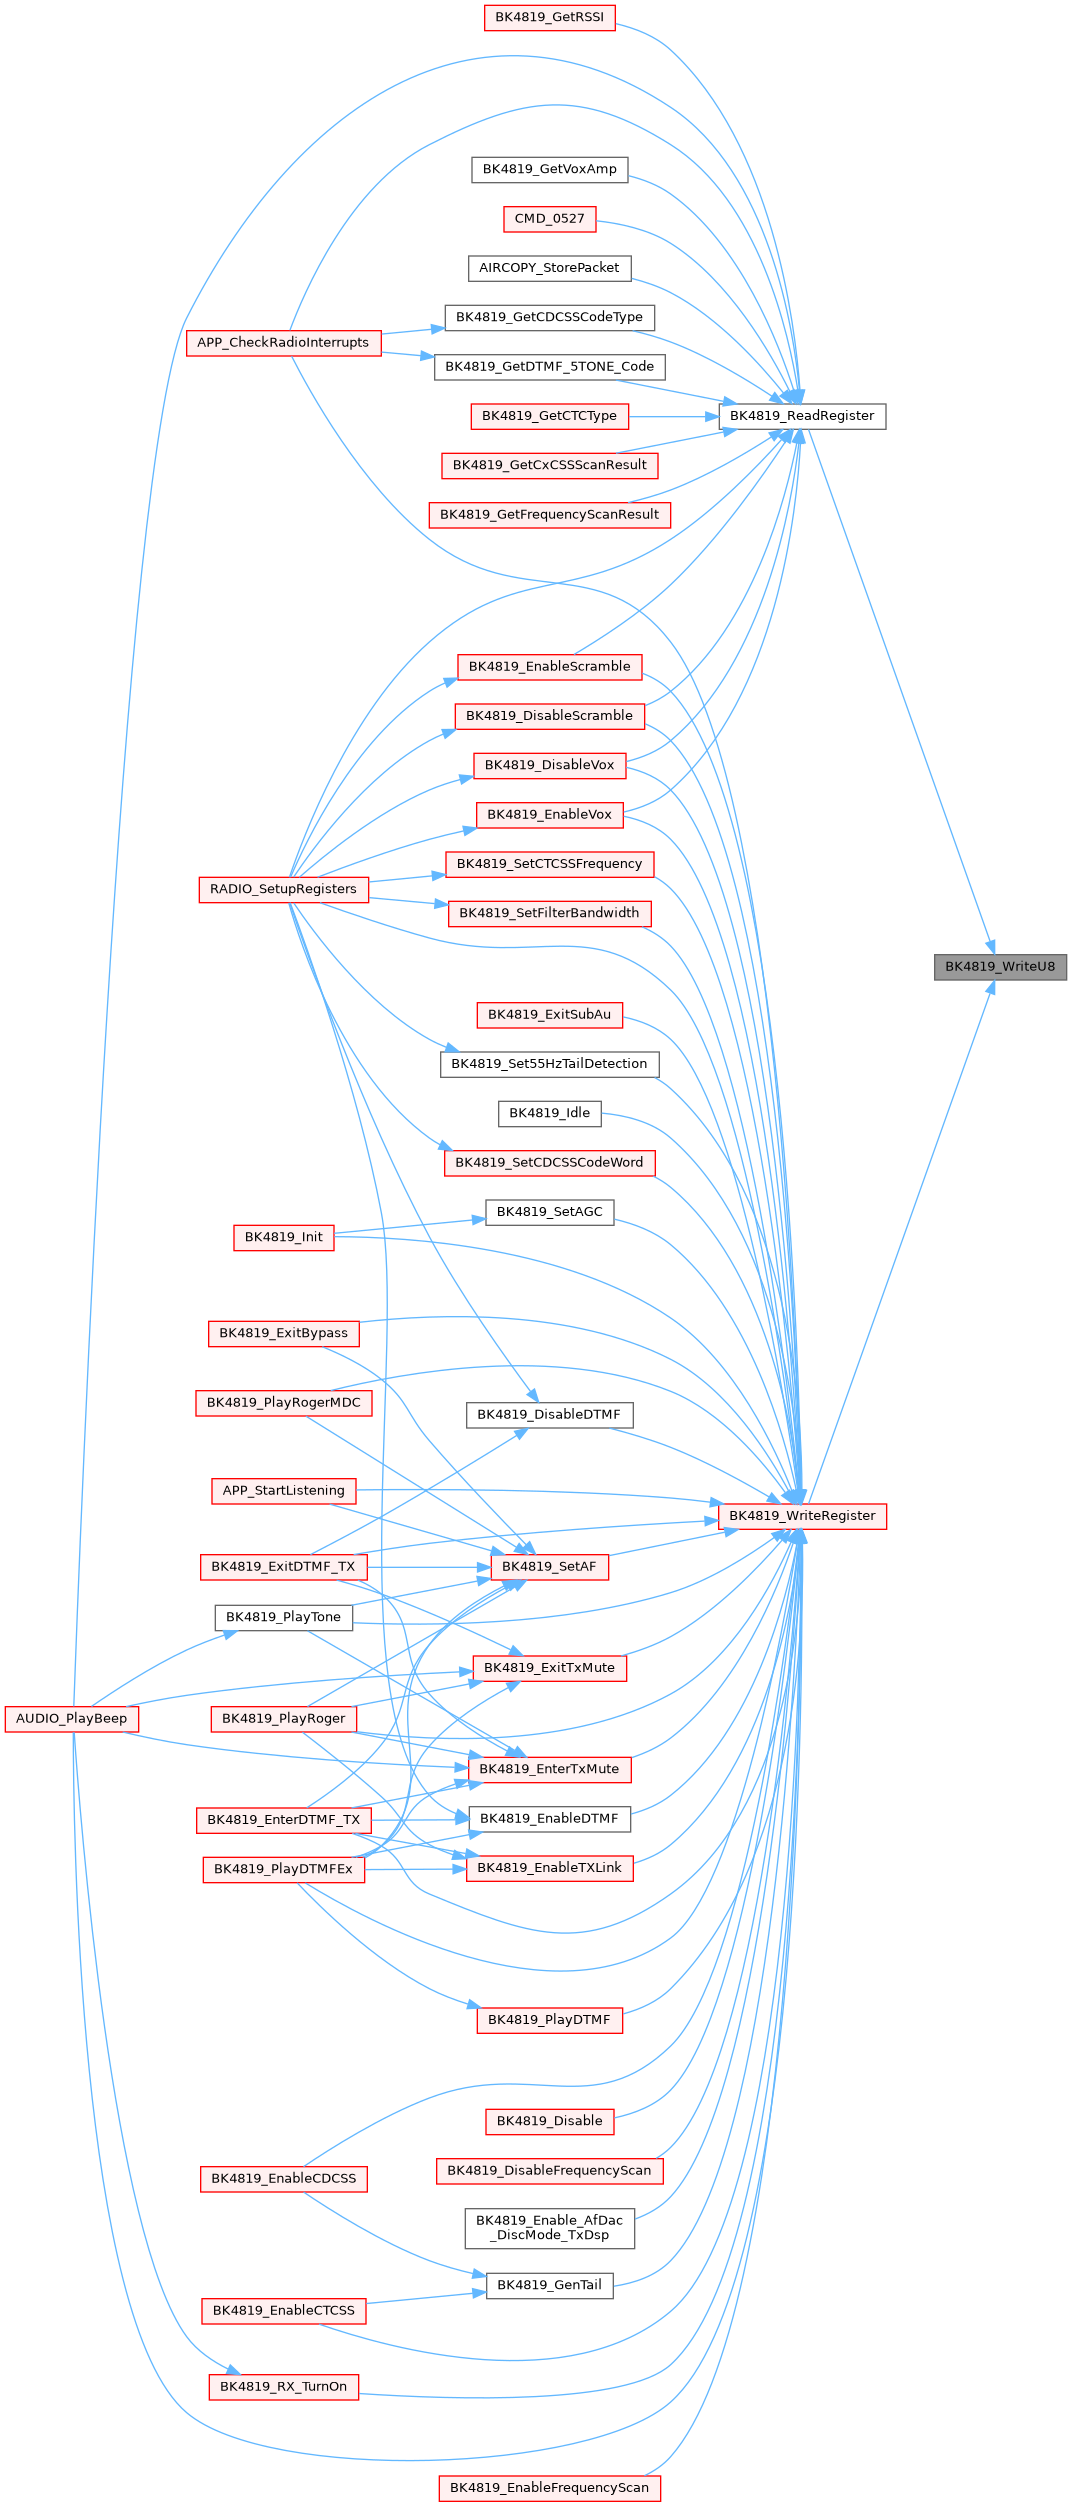 BK4819_GetRSSI
BK4819_GetVoxAmp
CMD_0527
AIRCOPY_StorePacket
BK4819_GetCDCSSCodeType
APP_CheckRadioInterrupts
BK4819_GetDTMF_5TONE_Code
BK4819_ReadRegister
BK4819_GetCTCType
BK4819_GetCxCSSScanResult
BK4819_GetFrequencyScanResult
BK4819_EnableScramble
BK4819_DisableScramble
BK4819_DisableVox
BK4819_EnableVox
BK4819_SetCTCSSFrequency
RADIO_SetupRegisters
BK4819_SetFilterBandwidth
BK4819_WriteU8
BK4819_ExitSubAu
BK4819_Set55HzTailDetection
BK4819_Idle
BK4819_SetCDCSSCodeWord
BK4819_SetAGC
BK4819_Init
BK4819_ExitBypass
BK4819_PlayRogerMDC
BK4819_DisableDTMF
APP_StartListening
BK4819_WriteRegister
BK4819_ExitDTMF_TX
BK4819_SetAF
BK4819_PlayTone
BK4819_ExitTxMute
AUDIO_PlayBeep
BK4819_PlayRoger
BK4819_EnterTxMute
BK4819_EnterDTMF_TX
BK4819_EnableDTMF
BK4819_PlayDTMFEx
BK4819_EnableTXLink
BK4819_PlayDTMF
BK4819_Disable
BK4819_DisableFrequencyScan
BK4819_EnableCDCSS
BK4819_Enable_AfDac
_DiscMode_TxDsp
BK4819_GenTail
BK4819_EnableCTCSS
BK4819_RX_TurnOn
BK4819_EnableFrequencyScan